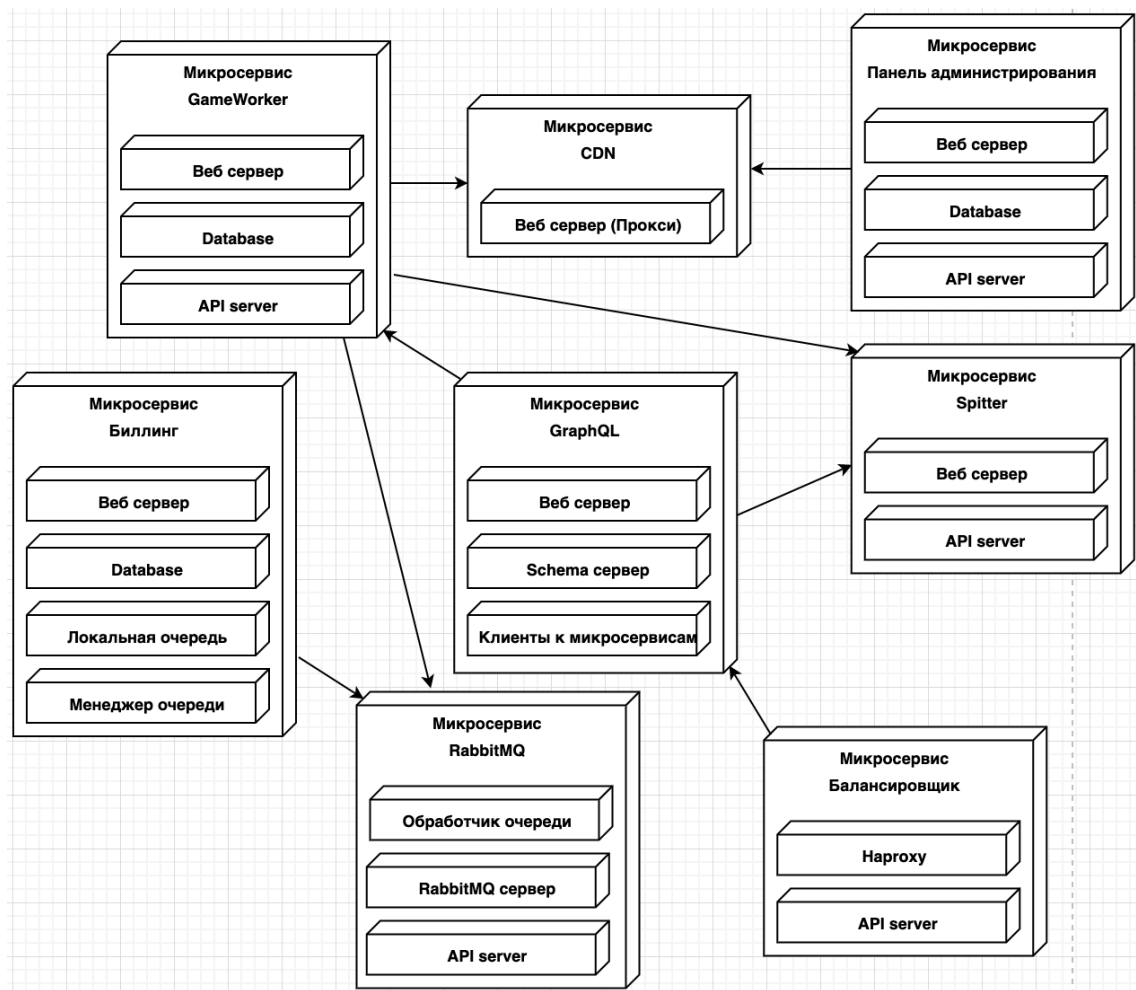 Микросервис
GameWorker
Веб сервер
Database
API server
Микросервис
CDN
Веб сервер (Прокси)
Микросервис
Панель администрирования
Веб сервер
Database
API server
Микросервис
Биллинг
Веб сервер
Database
Локальная очередь
Менеджер очереди
Микросервис
GraphQL
Веб сервер
Schema сервер
Клиенты к микросервисам
Микросервис
Spitter
Веб сервер
API server
Микросервис
RabbitMQ
Обработчик очереди
RabbitMQ сервер
API server
Микросервис
Балансировщик
Haproxy
API server